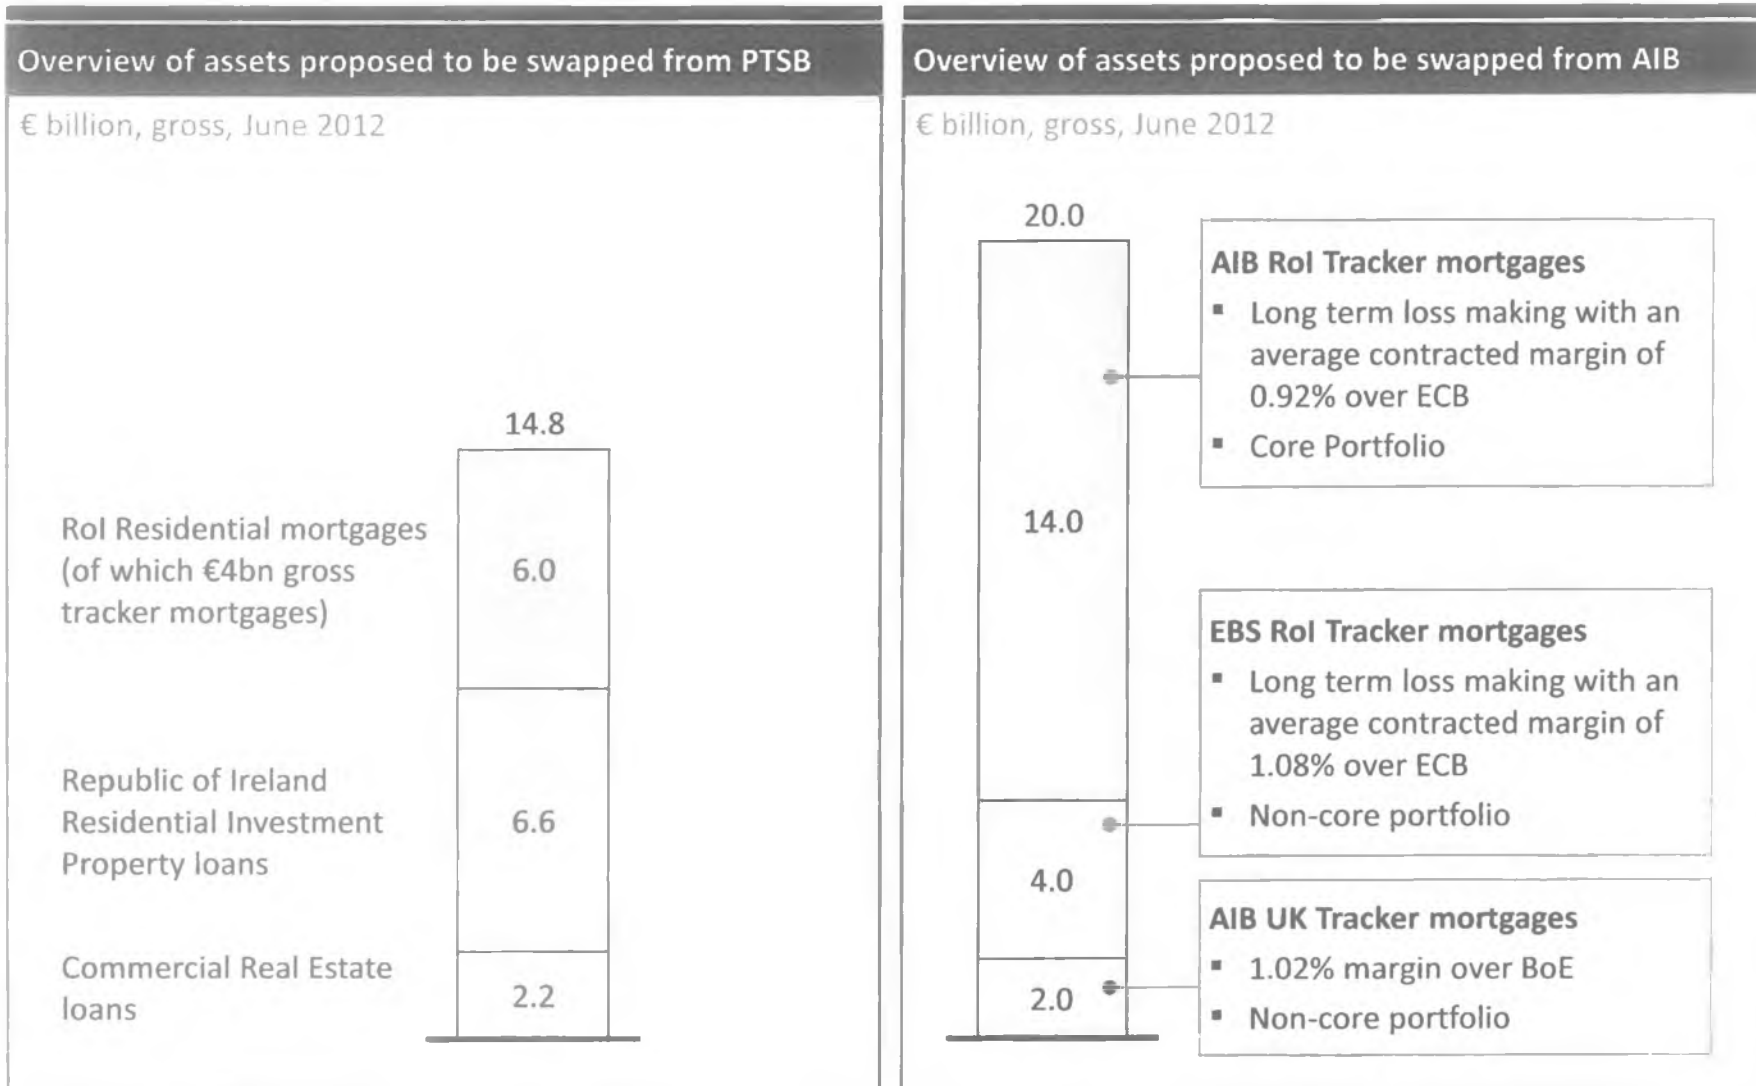 Overview of assets proposed to be swapped from PTSB
€ billion, gross, June 2012
14.8
RoI Residential mortgages
(of which €4bn gross
tracker mortgages)
6.0
Republic of Ireland
Residential Investment
Property loans
6.6
Commercial Real Estate
loans
2.2
Overview of assets proposed to be swapped from AIB
€ billion, gross, June 2012
20.0
14.0
4.0
2.0
AIB RoI Tracker mortgages
▪ Long term loss making with an
average contracted margin of
0.92% over ECB
▪ Core Portfolio
EBS RoI Tracker mortgages
▪ Long term loss making with an
average contracted margin of
1.08% over ECB
▪ Non-core portfolio
AIB UK Tracker mortgages
▪ 1.02% margin over BoE
▪ Non-core portfolio